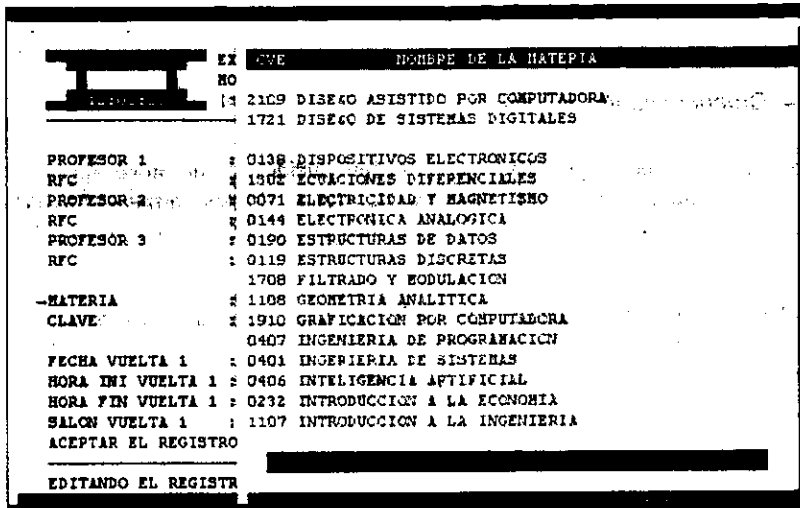 EX CVE NOMBRE DE LA MATERIA
MO
2109 DISE&O ASISTIDO POR COMPUTADORA
1721 DISE&O DE SISTEMAS DIGITALES
PROFESOR 1 : 0138 DISPOSITIVOS ELECTRONICOS
RFC : 1302 ECUACIONES DIFERENCIALES
PROFESOR 2 : 0071 ELECTRICIDAD Y MAGNETISMO
RFC : 0144 ELECTRONICA ANALOGICA
PROFESOR 3 : 0190 ESTRUCTURAS DE DATOS
RFC : 0119 ESTRUCTURAS DISCRETAS
1708 FILTRADO Y MODULACION
MATERIA : 1108 GEOMETRIA ANALITICA
CLAVE : 1910 GRAFICACION POR COMPUTADORA
0407 INGENIERIA DE PROGRAMACION
FECHA VUELTA 1 : 0401 INGENIERIA DE SISTEMAS
HORA INI VUELTA 1 : 0406 INTELIGENCIA ARTIFICIAL
HORA FIN VUELTA 1 : 0232 INTRODUCCION A LA ECONOMIA
SALON VUELTA 1 : 1107 INTRODUCCION A LA INGENIERIA
ACEPTAR EL REGISTRO
EDITANDO EL REGISTR